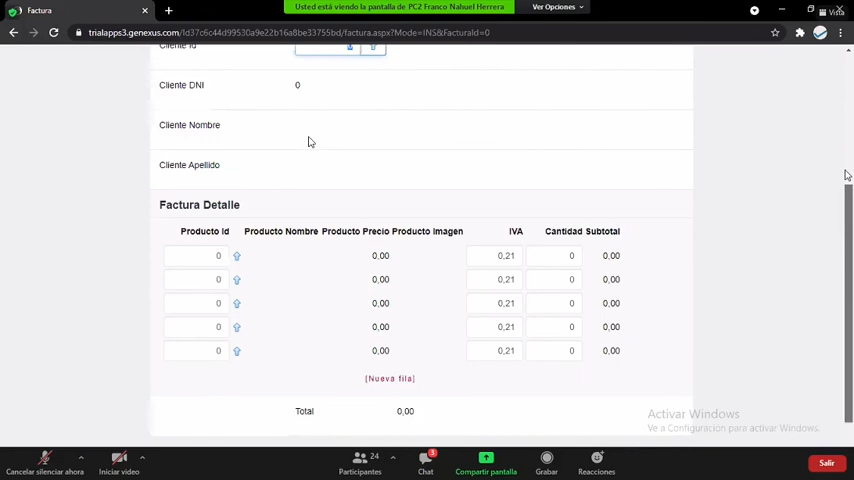 Factura
Usted está viendo la pantalla de PC2 Franco Nahuel Herrera
Ver Opciones
Vista
trialapps3.genexus.com/Id37c6c44d99530a9e22b16a8be33755bd/factura.aspx?Mode=INS&FacturaId=0
Cliente Id
Cliente DNI 0
Cliente Nombre
Cliente Apellido
Factura Detalle
Producto Id Producto Nombre Producto Precio Producto Imagen IVA Cantidad Subtotal
0 0,00 0,21 0 0,00
0 0,00 0,21 0 0,00
0 0,00 0,21 0 0,00
0 0,00 0,21 0 0,00
0 0,00 0,21 0 0,00
[Nueva fila]
Total 0,00
Activar Windows
Ve a Configuración para activar Windows.
24
3
Cancelar silenciar ahora
Iniciar video
Participantes
Chat
Compartir pantalla
Grabar
Reacciones
Salir